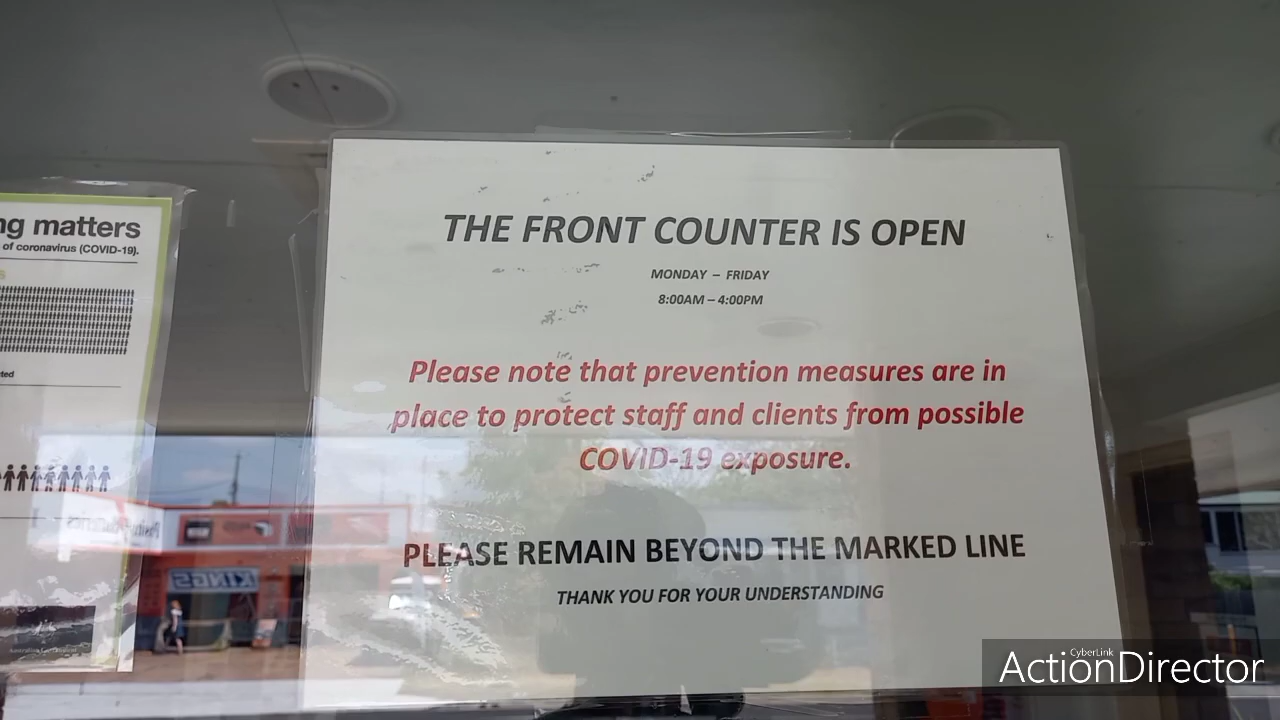 ng matters
of coronavirus (COVID-19).
THE FRONT COUNTER IS OPEN
MONDAY – FRIDAY
8:00AM – 4:00PM
Please note that prevention measures are in
place to protect staff and clients from possible
COVID-19 exposure.
PLEASE REMAIN BEYOND THE MARKED LINE
THANK YOU FOR YOUR UNDERSTANDING
KINGS
CyberLink
ActionDirector